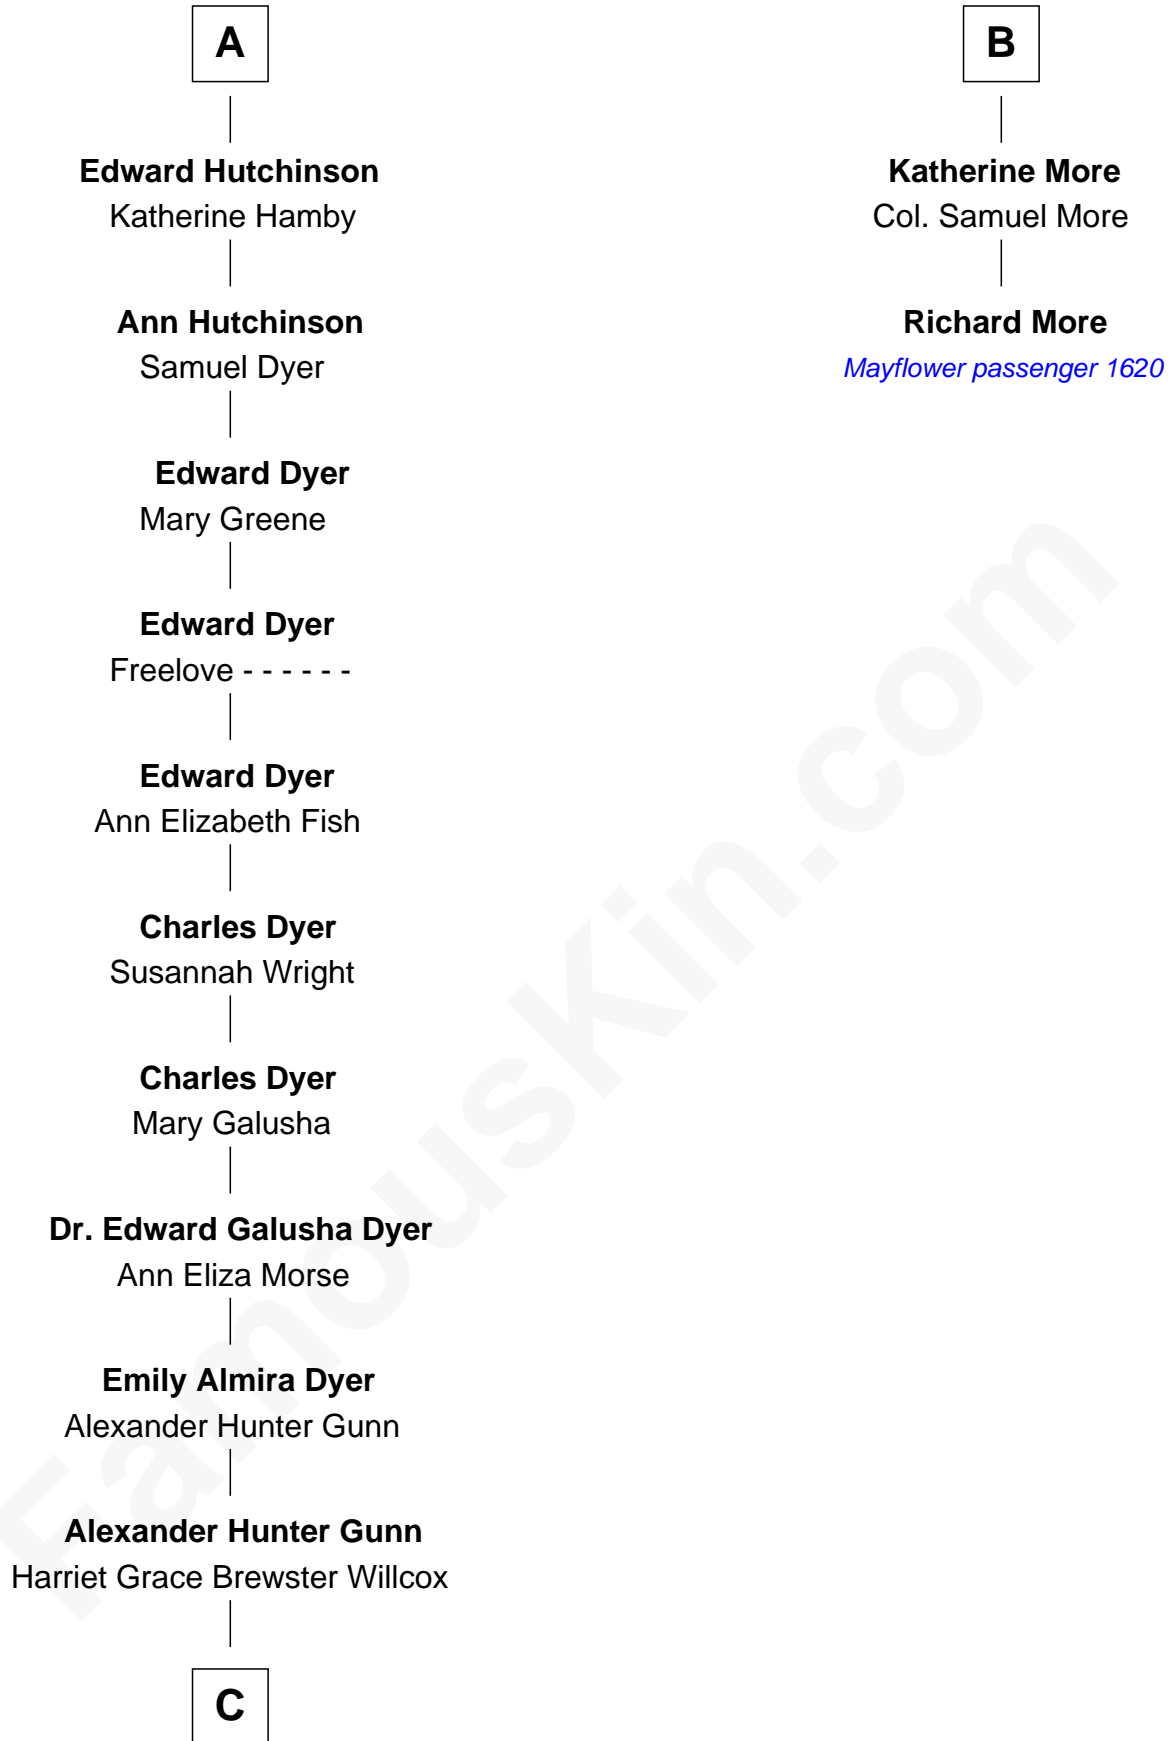 A
Edward Hutchinson
Katherine Hamby
Ann Hutchinson
Samuel Dyer
Edward Dyer
Mary Greene
Edward Dyer
Freelove - - - - - -
Edward Dyer
Ann Elizabeth Fish
Charles Dyer
Susannah Wright
Charles Dyer
Mary Galusha
Dr. Edward Galusha Dyer
Ann Eliza Morse
Emily Almira Dyer
Alexander Hunter Gunn
Alexander Hunter Gunn
Harriet Grace Brewster Willcox
C
B
Katherine More
Col. Samuel More
Richard More
Mayflower passenger 1620
FamousKin.com